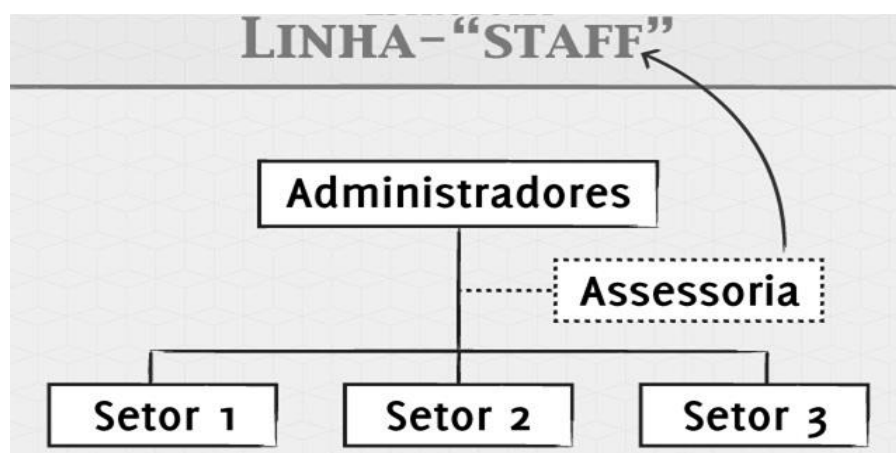 LINHA-“STAFF”
Administradores
Assessoria
Setor 1
Setor 2
Setor 3